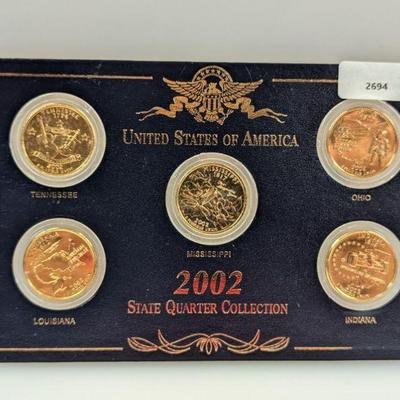 2694
UNITED STATES OF AMERICA
TENNESSEE
OHIO
MISSISSIPPI
LOUISIANA
INDIANA
2002
STATE QUARTER COLLECTION